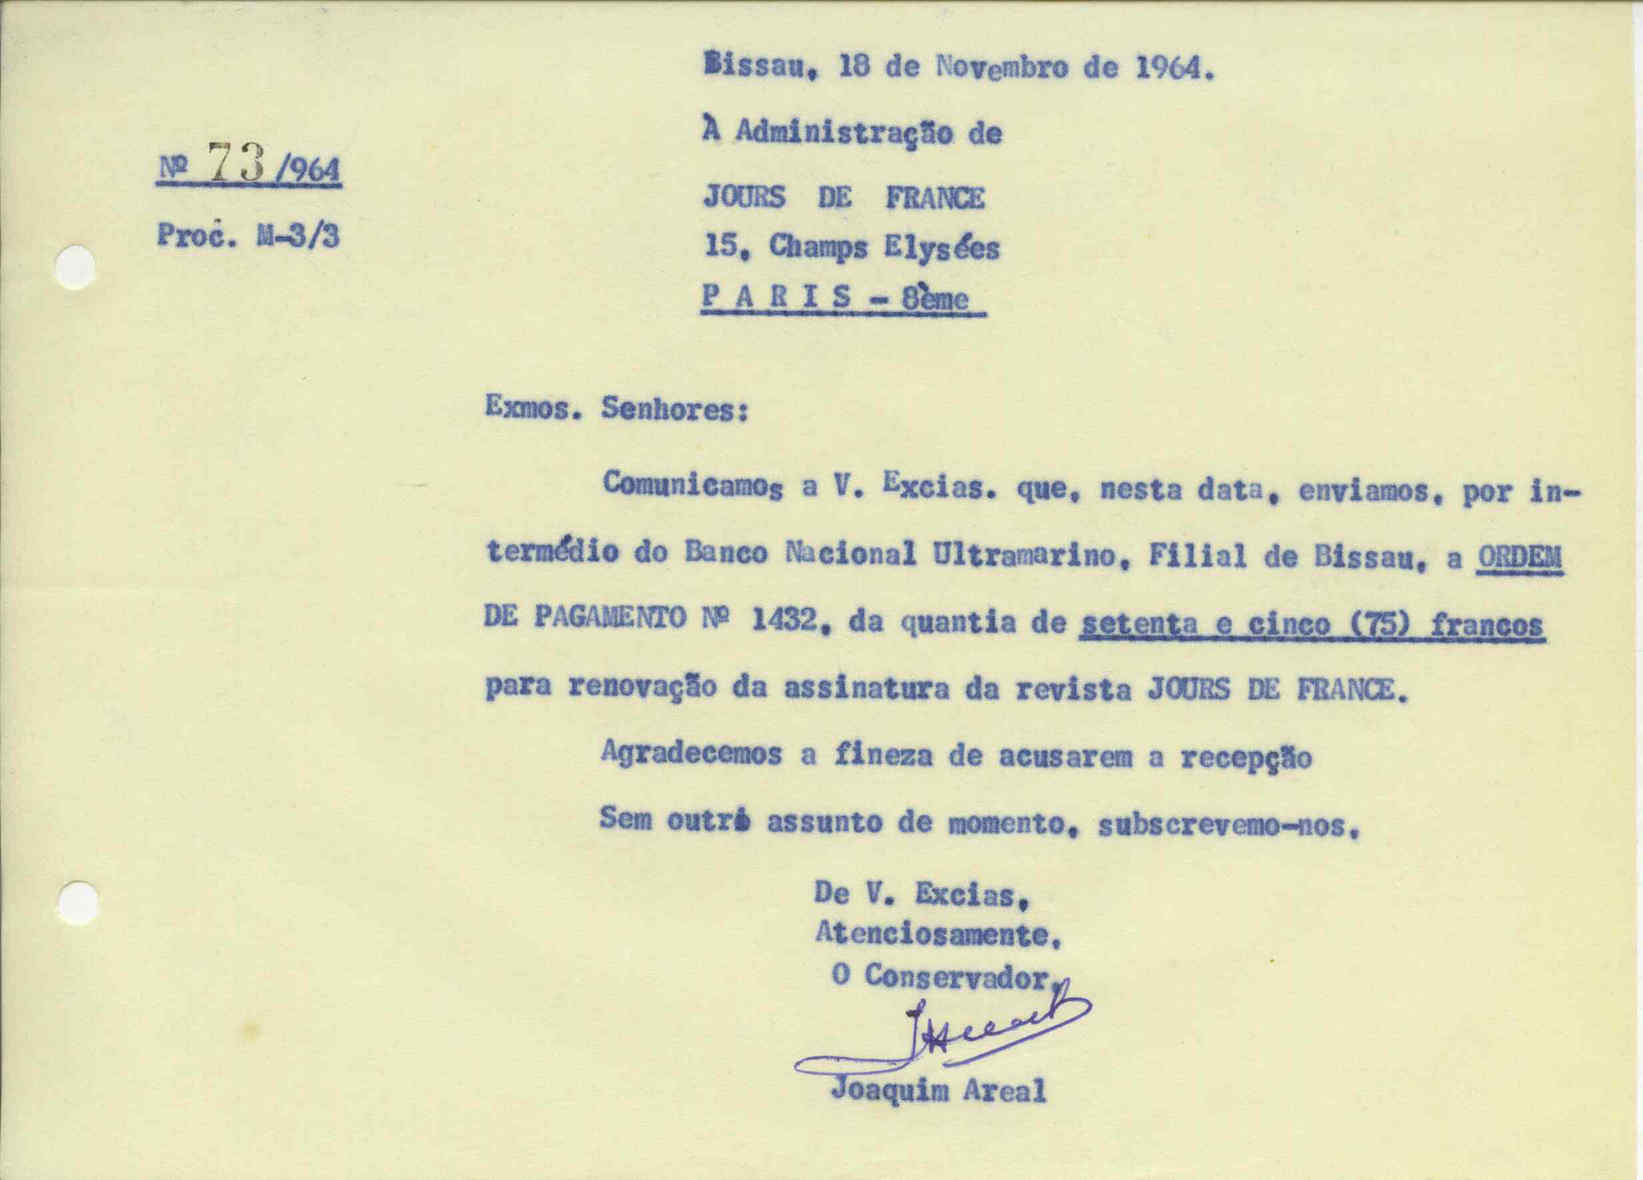 Bissau, 18 de Novembro de 1964.
À Administração de
Nº 73/964
JOURS DE FRANCE
Proc. M-3/3
15, Champs Elysées
P A R I S - 8ème
Exmos. Senhores:
Comunicamos a V. Excias. que, nesta data, enviamos, por in-
termédio do Banco Nacional Ultramarino, Filial de Bissau, a ORDEM
DE PAGAMENTO Nº 1432, da quantia de setenta e cinco (75) francos
para renovação da assinatura da revista JOURS DE FRANCE.
Agradecemos a fineza de acusarem a recepção
Sem outro assunto de momento, subscrevemo-nos,
De V. Excias,
Atenciosamente,
O Conservador,
Joaquim Areal